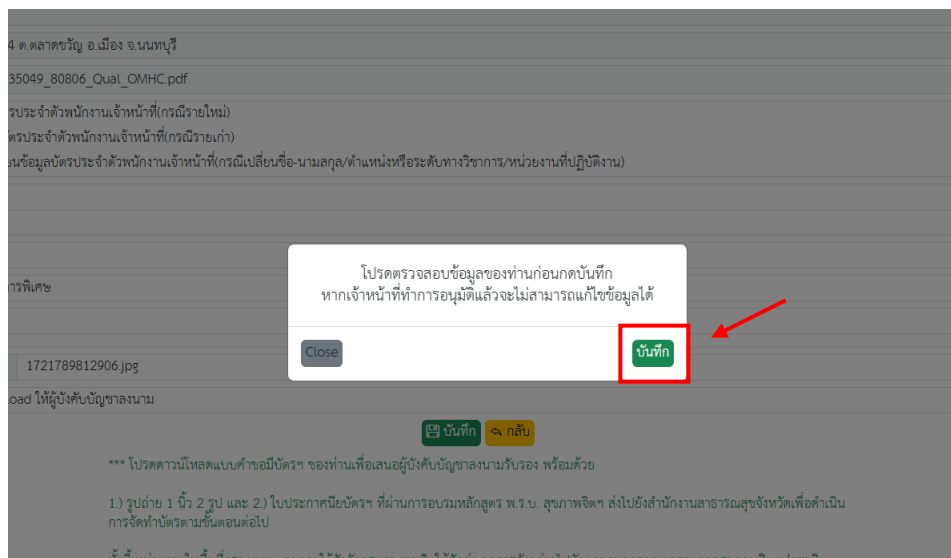 4 ต.ตลาดขวัญ อ.เมือง จ.นนทบุรี
35049_80806_Qual_OMHC.pdf
รประจำตัวพนักงานเจ้าหน้าที่(กรณีรายใหม่)
ัตรประจำตัวพนักงานเจ้าหน้าที่(กรณีรายเก่า)
ยนข้อมูลบัตรประจำตัวพนักงานเจ้าหน้าที่(กรณีเปลี่ยนชื่อ-นามสกุล/ตำแหน่งหรือระดับทางวิชาการ/หน่วยงานที่ปฏิบัติงาน)
โปรดตรวจสอบข้อมูลของท่านก่อนกดบันทึก
ารพิเศษ
หากเจ้าหน้าที่ทำการอนุมัติแล้วจะไม่สามารถแก้ไขข้อมูลได้
Close บันทึก
1721789812906.jpg
oad ให้ผู้บังคับบัญชาลงนาม
บันทึก กลับ
*** โปรดดาวน์โหลดแบบคำขอมีบัตรฯ ของท่านเพื่อเสนอผู้บังคับบัญชาลงนามรับรอง พร้อมด้วย
1.) รูปถ่าย 1 นิ้ว 2 รูป และ 2.) ใบประกาศนียบัตรฯ ที่ผ่านการอบรมหลักสูตร พ.ร.บ. สุขภาพจิตฯ ส่งไปยังสำนักงานสาธารณสุขจังหวัดเพื่อดำเนิน
การจัดทำบัตรตามขั้นตอนต่อไป